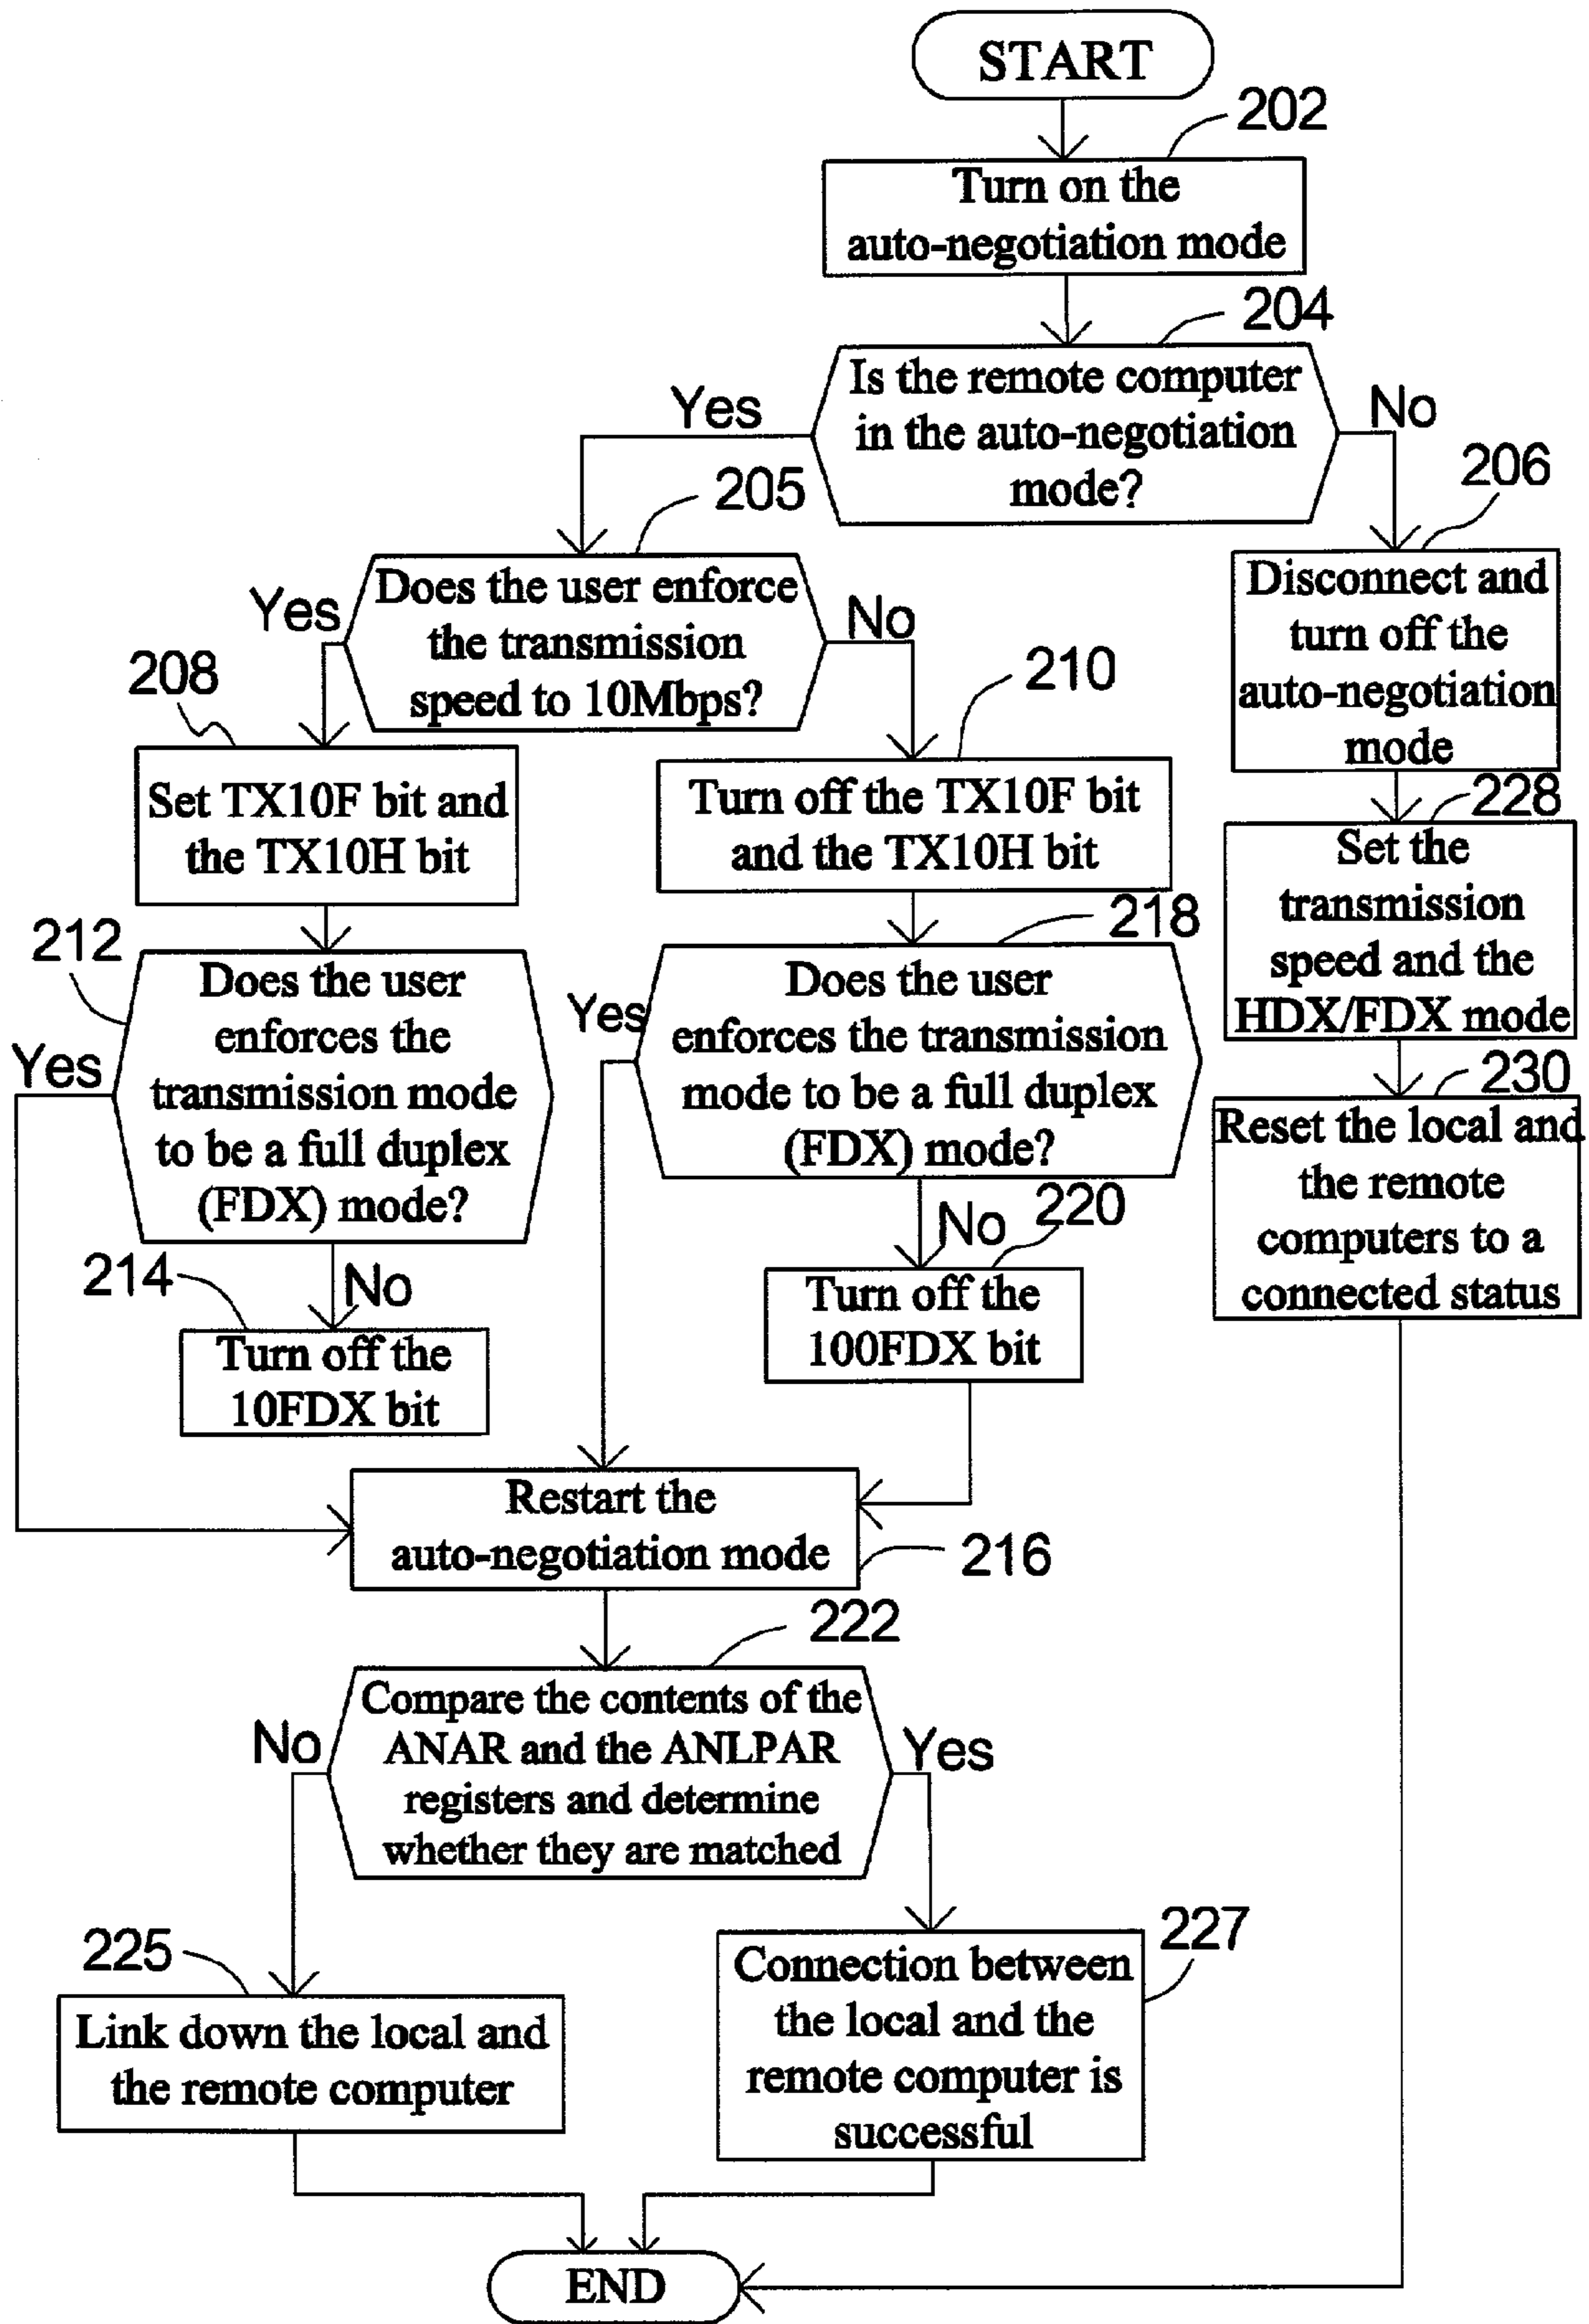 START
202
Turn on the
auto-negotiation mode
204
Is the remote computer
in the auto-negotiation
mode?
Yes
No
205
206
Does the user enforce
the transmission
speed to 10Mbps?
Yes
No
Disconnect and
turn off the
auto-negotiation
mode
208
210
Set TX10F bit and
the TX10H bit
Turn off the TX10F bit
and the TX10H bit
228
Set the
transmission
speed and the
HDX/FDX mode
212
218
Does the user
enforces the
transmission mode
to be a full duplex
(FDX) mode?
Yes
Does the user
enforces the transmission
mode to be a full duplex
(FDX) mode?
Yes
230
Reset the local and
the remote
computers to a
connected status
214
No
Turn off the
10FDX bit
No
220
Turn off the
100FDX bit
Restart the
auto-negotiation mode
216
222
Compare the contents of the
ANAR and the ANLPAR
registers and determine
whether they are matched
No
Yes
225
227
Link down the local and
the remote computer
Connection between
the local and the
remote computer is
successful
END